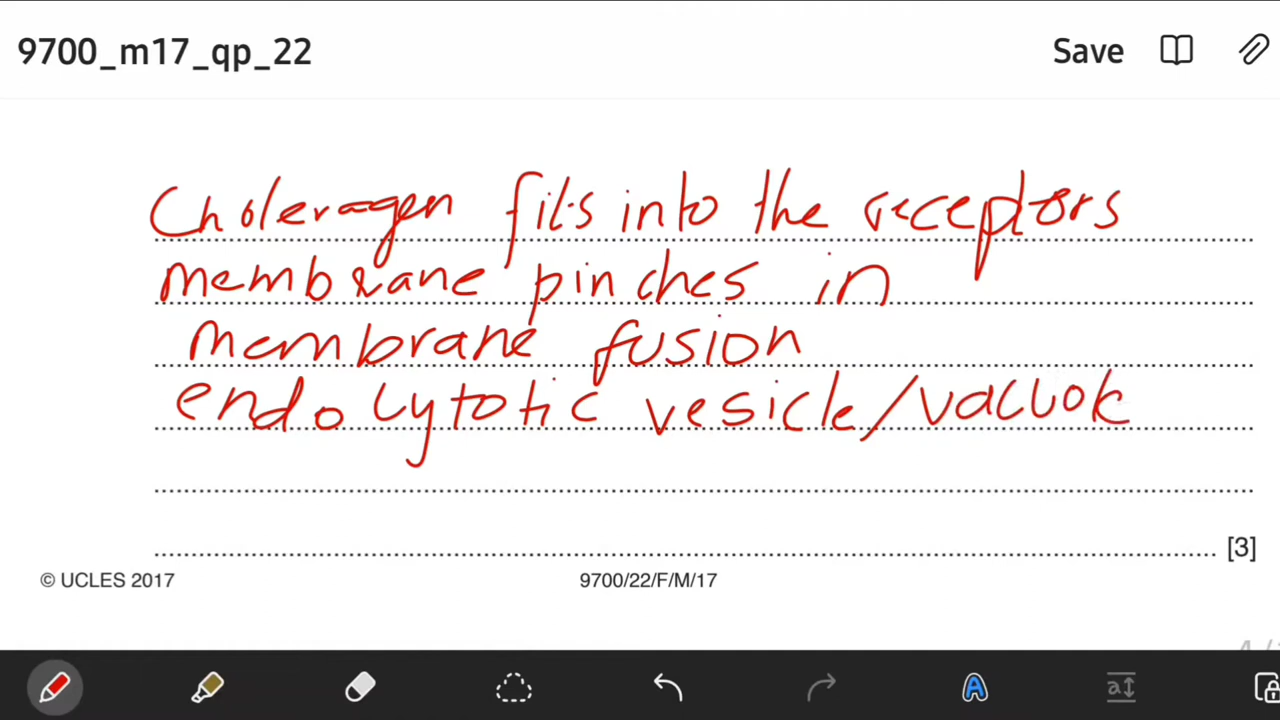 9700_m17_qp_22 Save
Choleragen fits into the receptors
membrane pinches in
membrane fusion
endocytotic vesicle/vacuole
[3]
© UCLES 2017 9700/22/F/M/17
A a